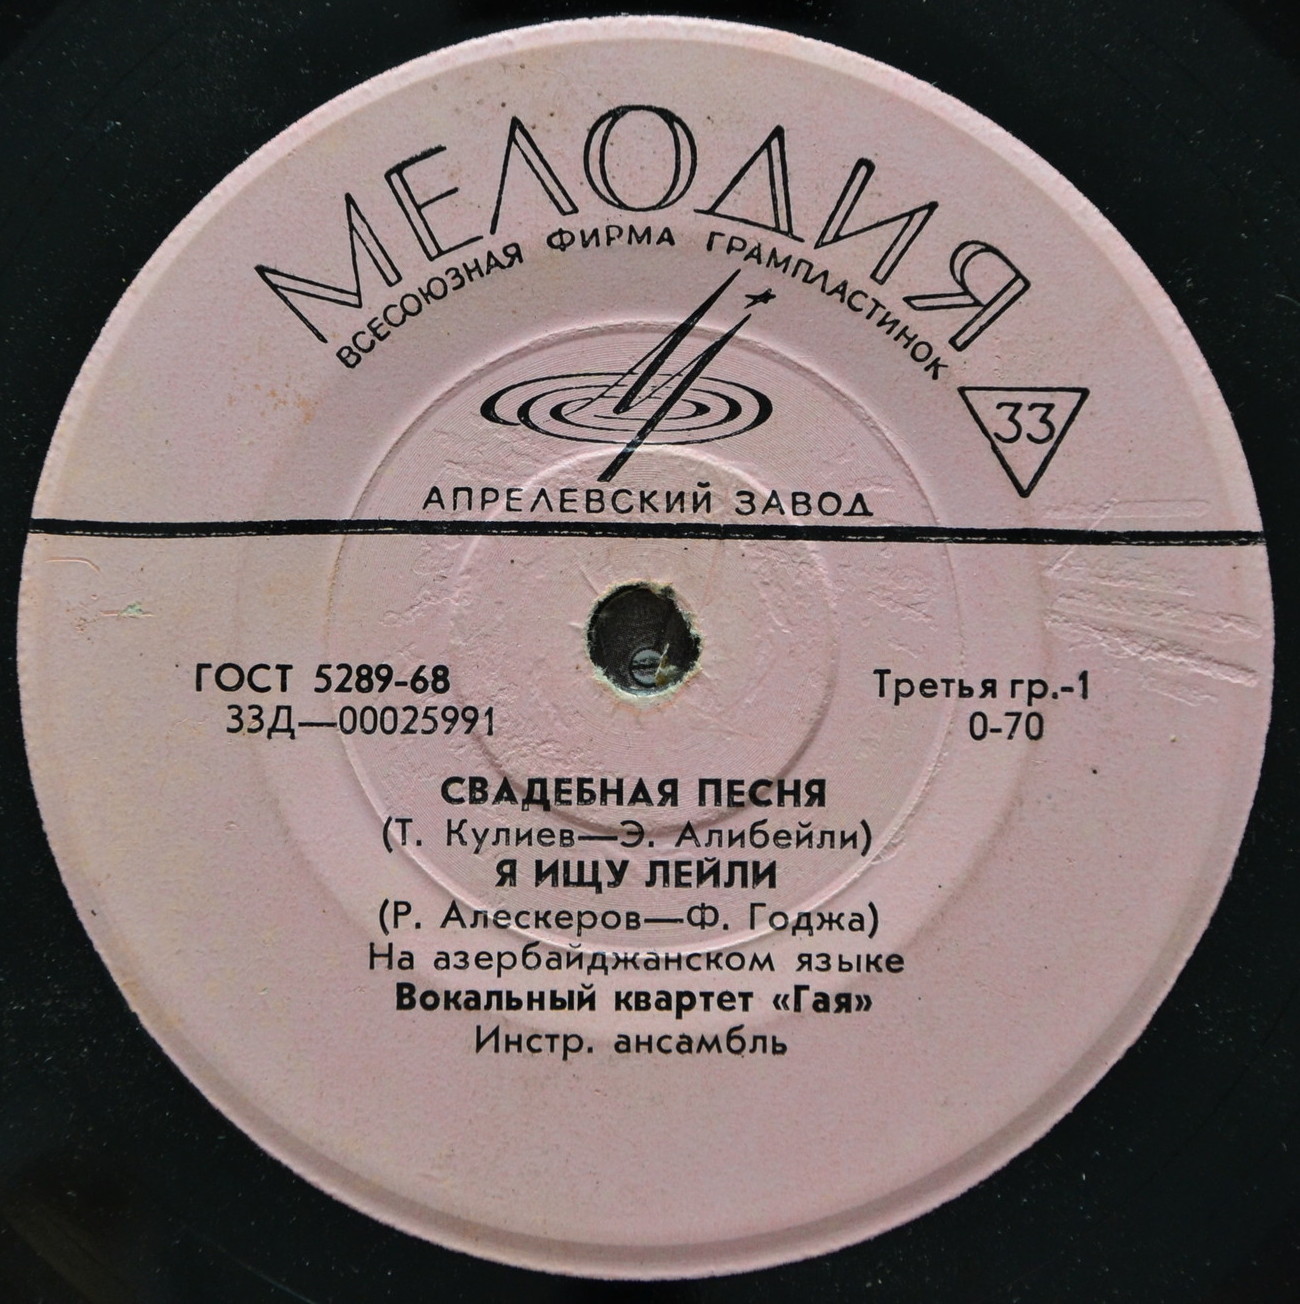 МЕЛОДИЯ
ВСЕСОЮЗНАЯ ФИРМА ГРАМПЛАСТИНОК
33
АПРЕЛЕВСКИЙ ЗАВОД
ГОСТ 5289-68
Третья гр.-1
33Д—00025991
0-70
СВАДЕБНАЯ ПЕСНЯ
(Т. Кулиев—Э. Алибейли)
Я ИЩУ ЛЕЙЛИ
(Р. Алескеров—Ф. Годжа)
На азербайджанском языке
Вокальный квартет «Гая»
Инстр. ансамбль